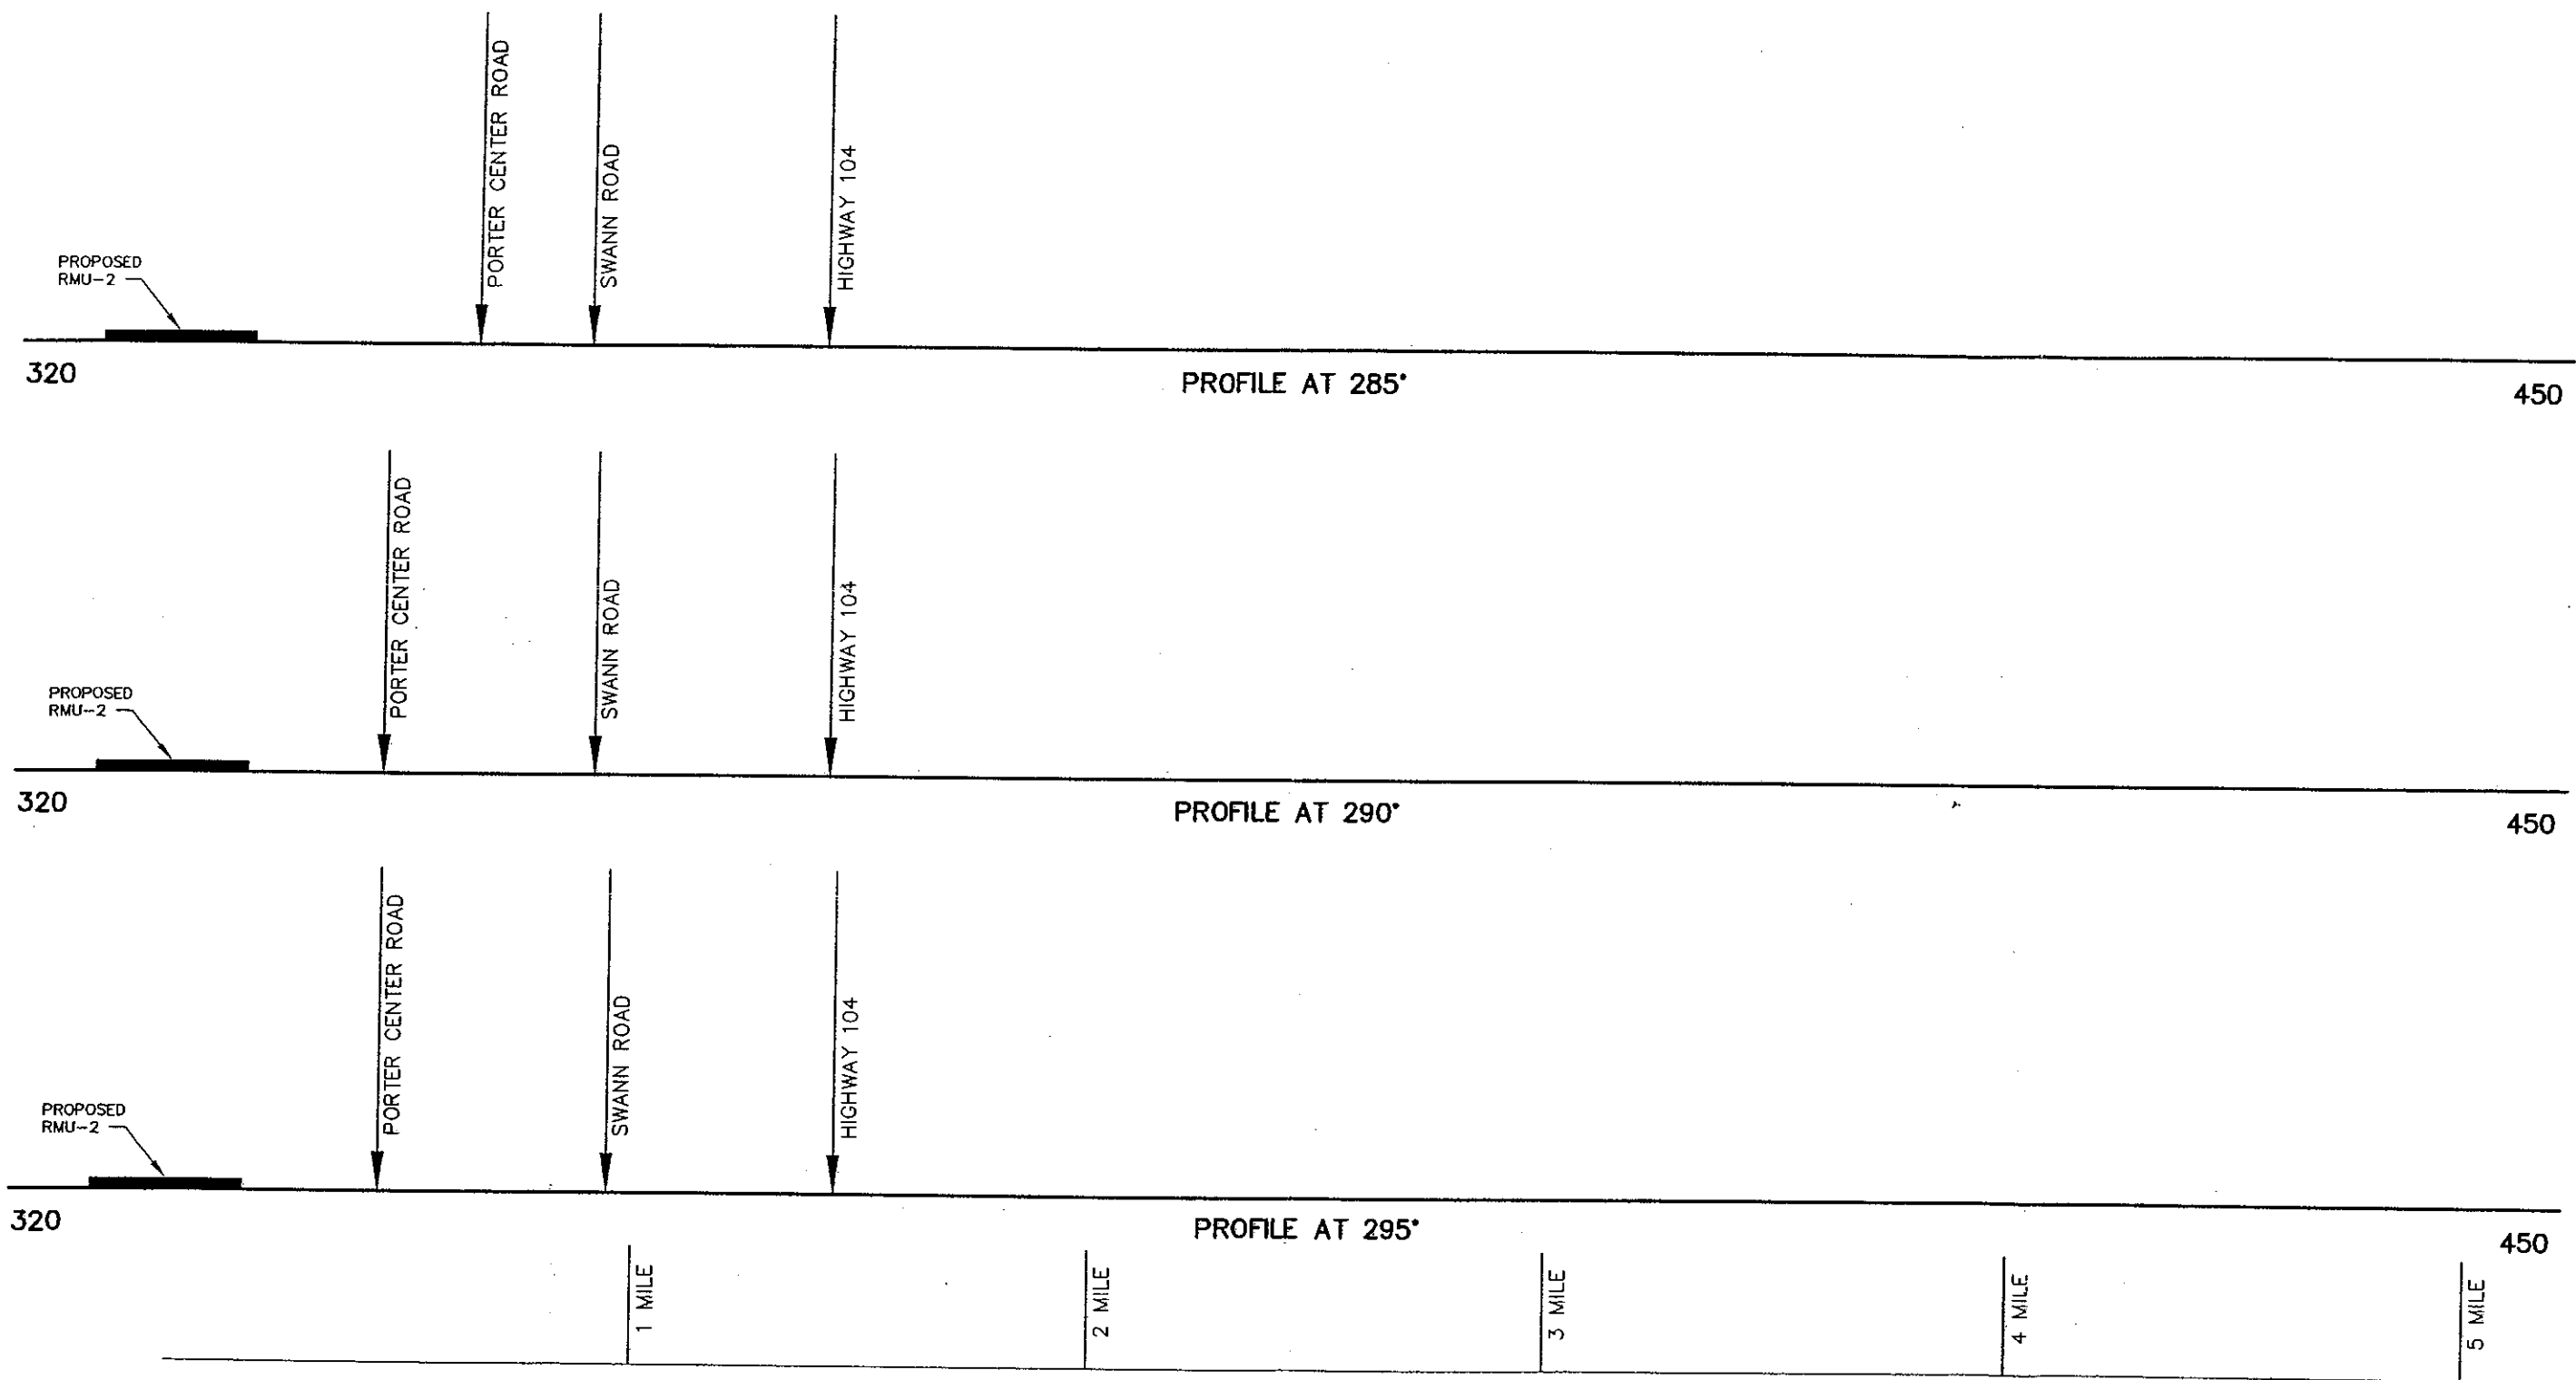 PORTER CENTER ROAD
SWANN ROAD
HIGHWAY 104
PROPOSED
RMU-2
320
PROFILE AT 285°
450
PORTER CENTER ROAD
SWANN ROAD
HIGHWAY 104
PROPOSED
RMU-2
320
PROFILE AT 290°
450
PORTER CENTER ROAD
SWANN ROAD
HIGHWAY 104
PROPOSED
RMU-2
320
PROFILE AT 295°
450
1 MILE
2 MILE
3 MILE
4 MILE
5 MILE